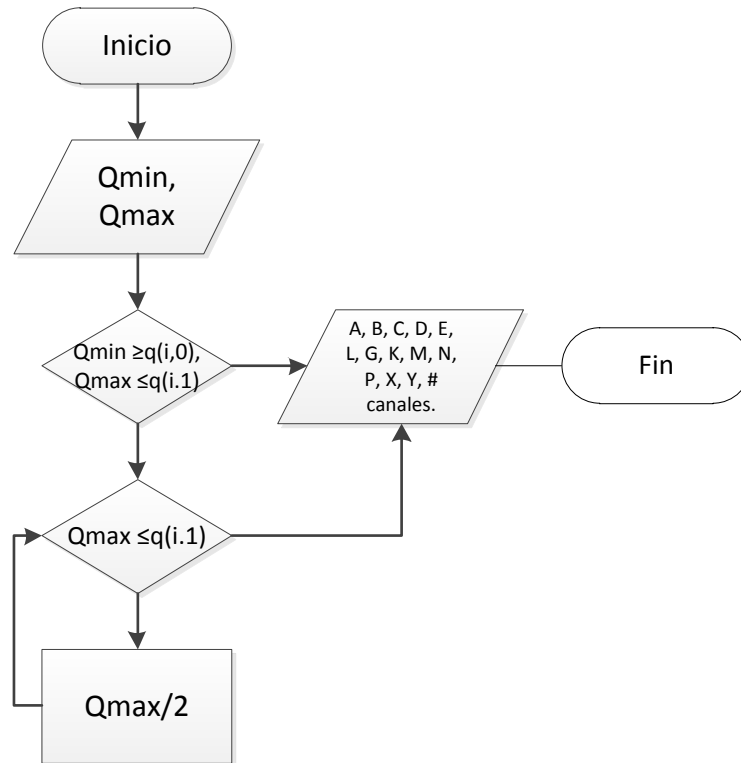 Inicio
Qmin,
Qmax
Qmin ≥q(i,0),
Qmax ≤q(i.1)
A, B, C, D, E,
L, G, K, M, N,
P, X, Y, #
canales.
Fin
Qmax ≤q(i.1)
Qmax/2